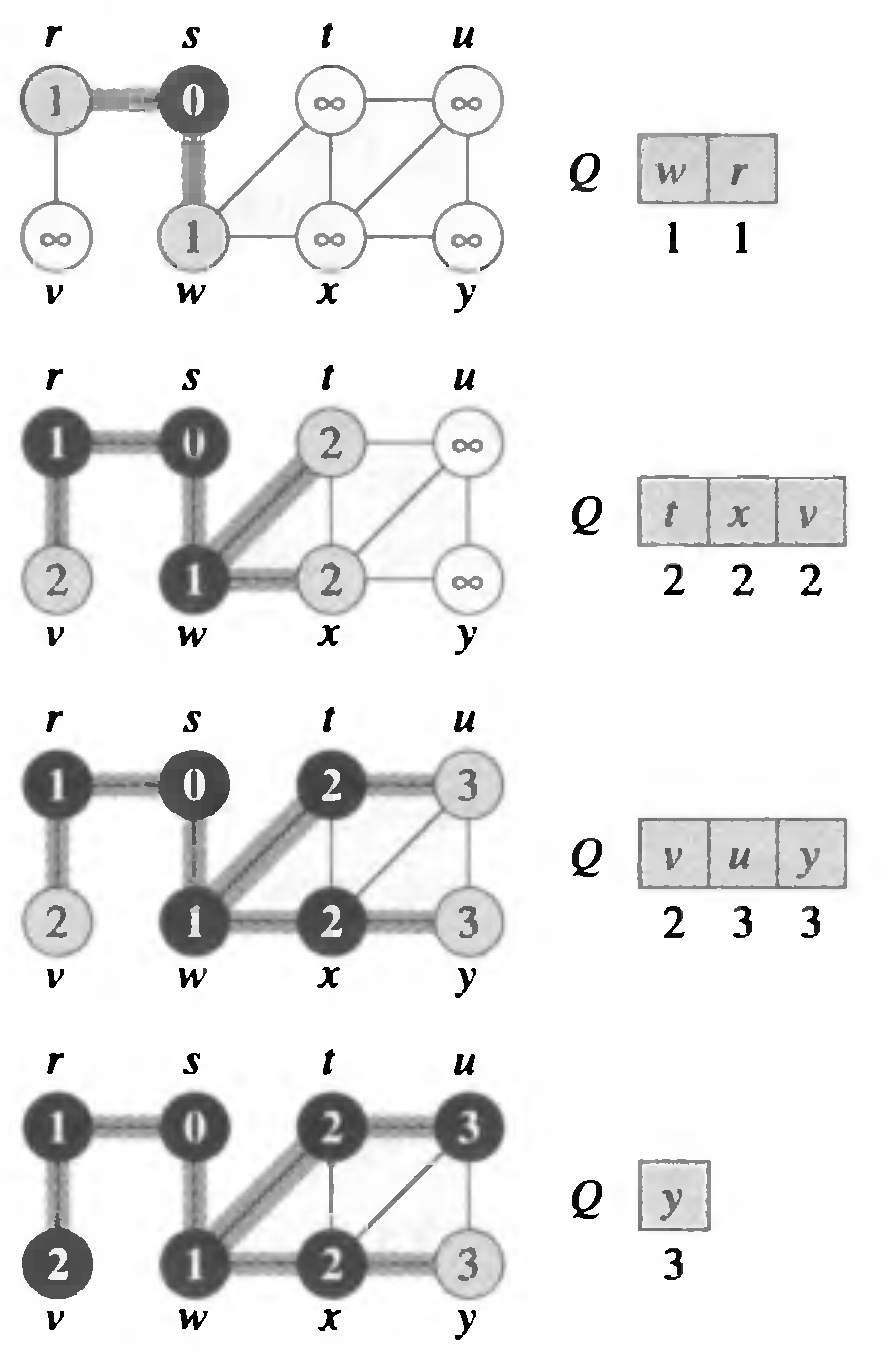 r s t u
1 0 ∞ ∞
Q w r
∞ 1 ∞ ∞
1 1
v w x y
r s t u
1 0 2 ∞
Q t x v
2 1 2 ∞
2 2 2
v w x y
r s t u
1 0 2 3
Q v u y
2 1 2 3
2 3 3
v w x y
r s t u
1 0 2 3
Q y
2 1 2 3
3
v w x y